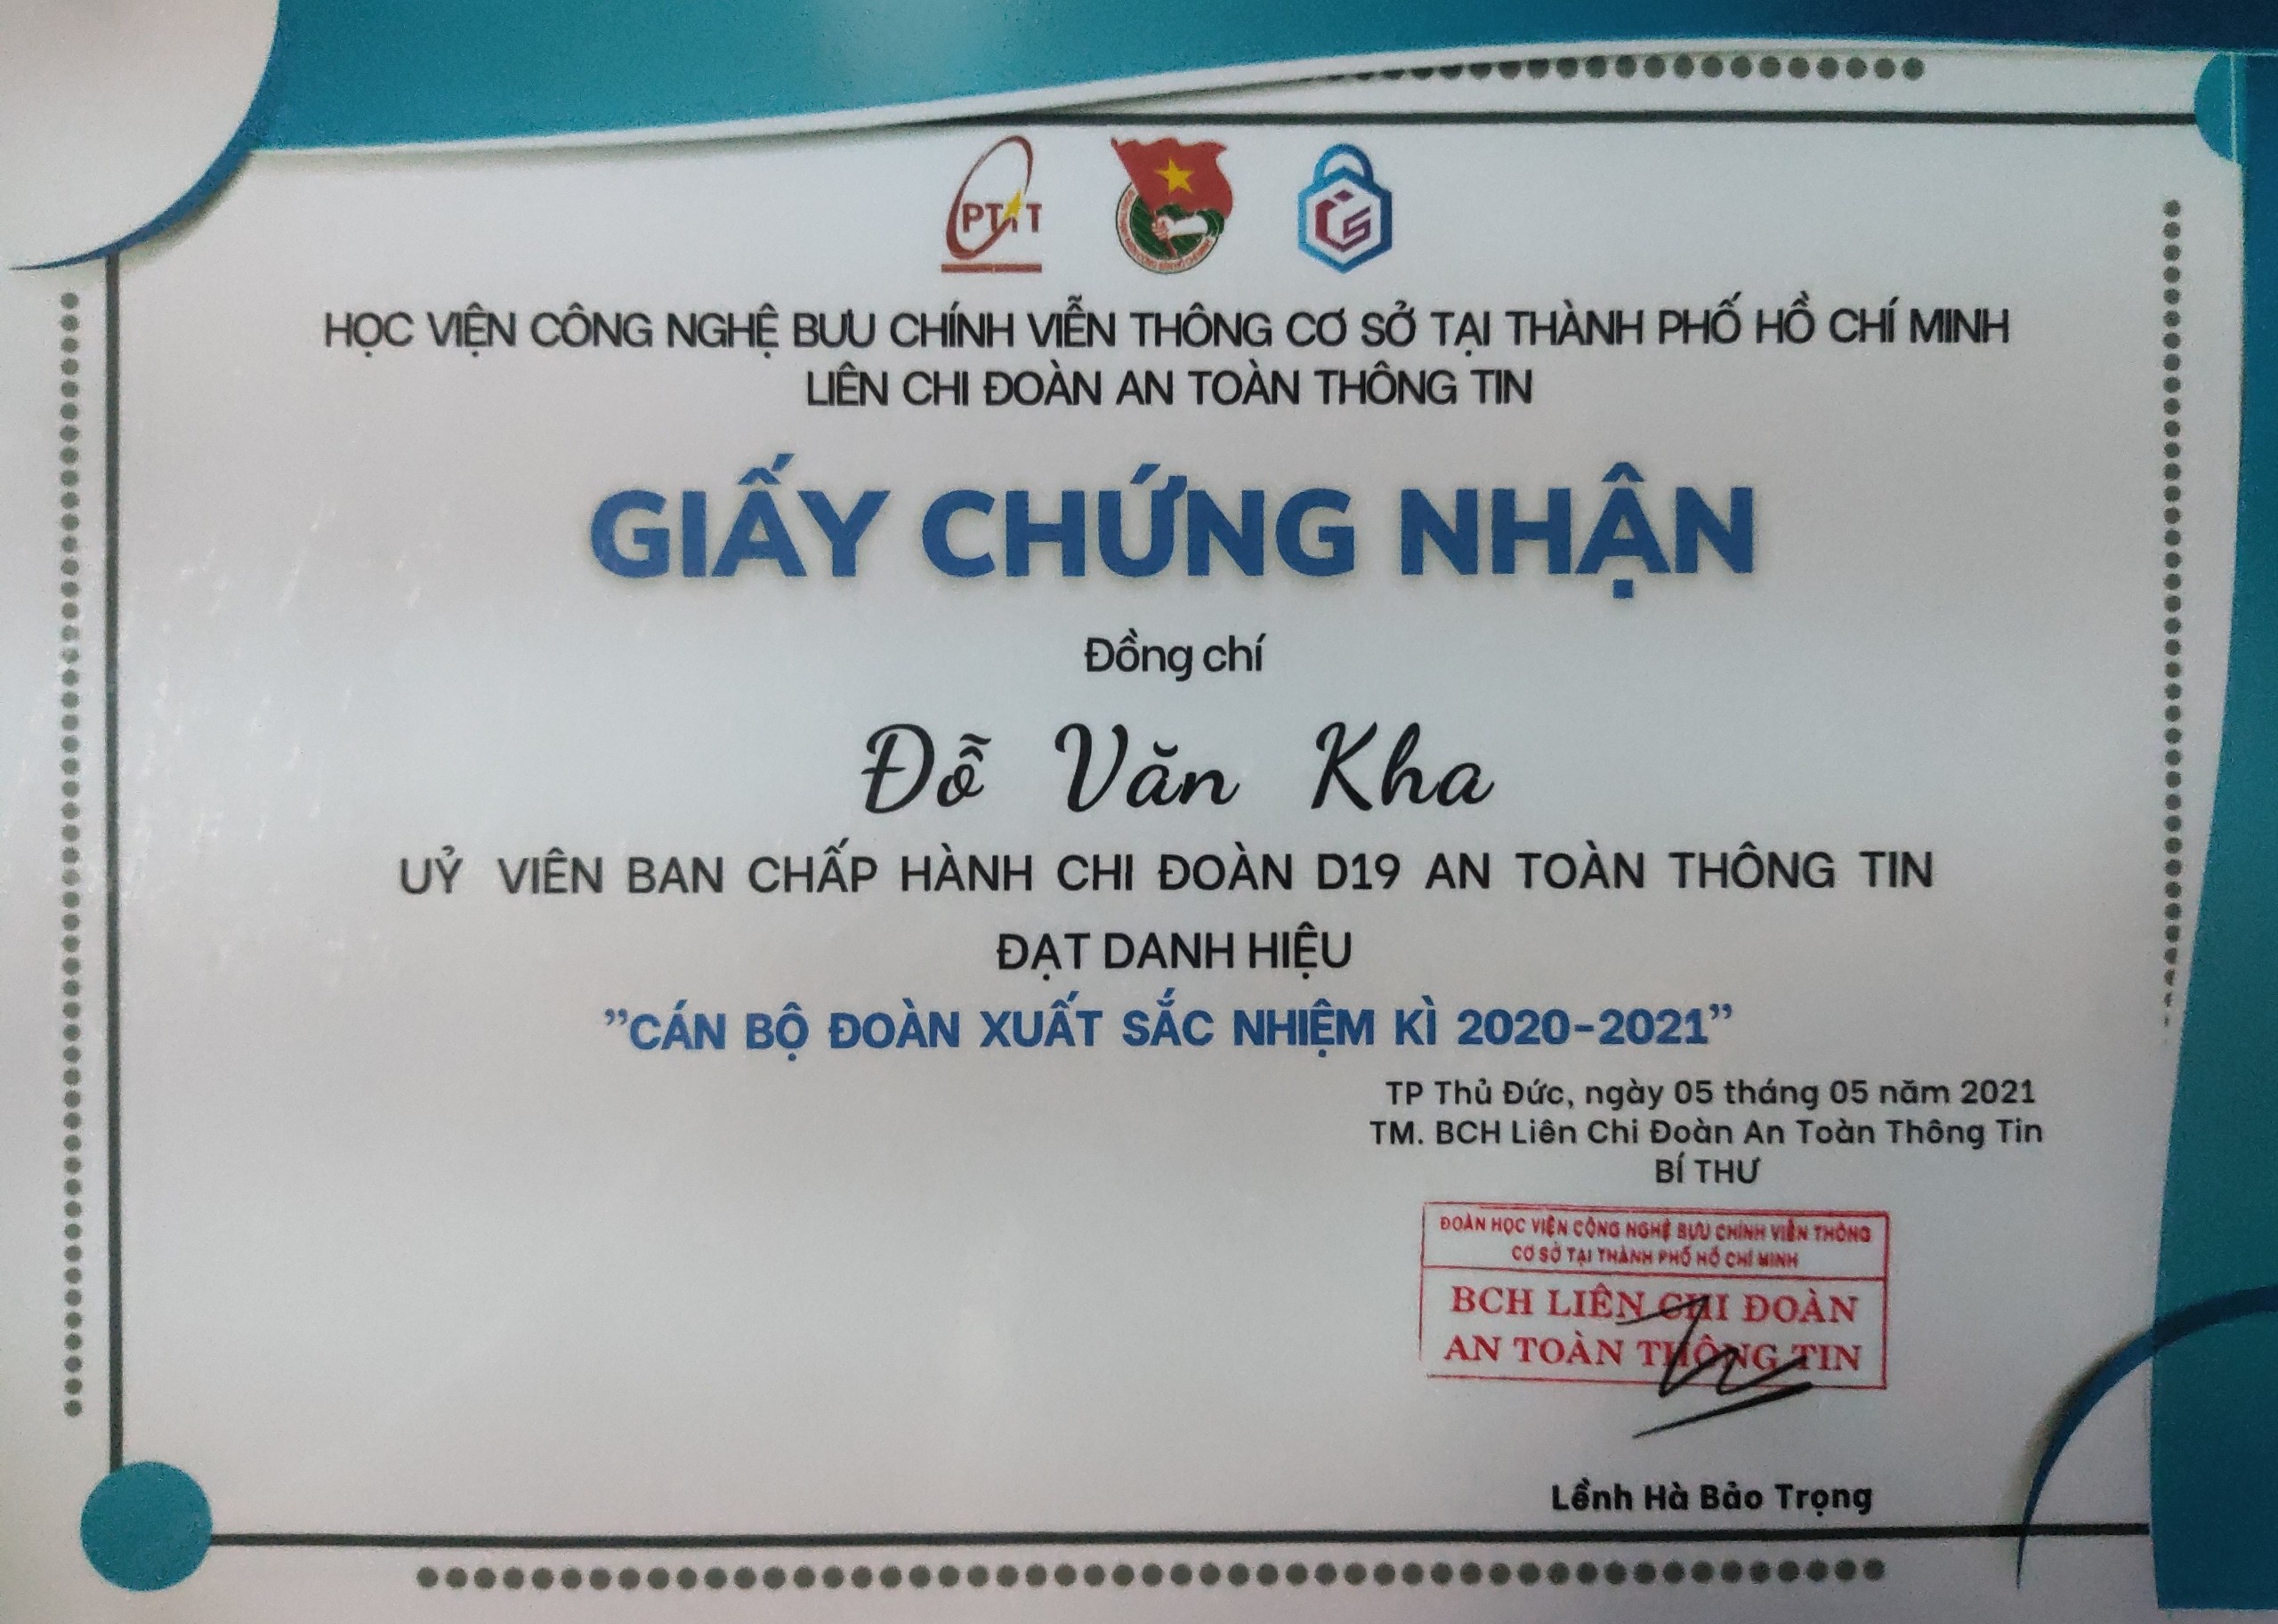 PTIT
HỌC VIỆN CÔNG NGHỆ BƯU CHÍNH VIỄN THÔNG CƠ SỞ TẠI THÀNH PHỐ HỒ CHÍ MINH
LIÊN CHI ĐOÀN AN TOÀN THÔNG TIN
GIẤY CHỨNG NHẬN
Đồng chí
Đỗ Văn Kha
UỶ VIÊN BAN CHẤP HÀNH CHI ĐOÀN D19 AN TOÀN THÔNG TIN
ĐẠT DANH HIỆU
”CÁN BỘ ĐOÀN XUẤT SẮC NHIỆM KÌ 2020-2021”
TP Thủ Đức, ngày 05 tháng 05 năm 2021
TM. BCH Liên Chi Đoàn An Toàn Thông Tin
BÍ THƯ
ĐOÀN HỌC VIỆN CÔNG NGHỆ BƯU CHÍNH VIỄN THÔNG
CƠ SỞ TẠI THÀNH PHỐ HỒ CHÍ MINH
BCH LIÊN CHI ĐOÀN
AN TOÀN THÔNG TIN
Lềnh Hà Bảo Trọng